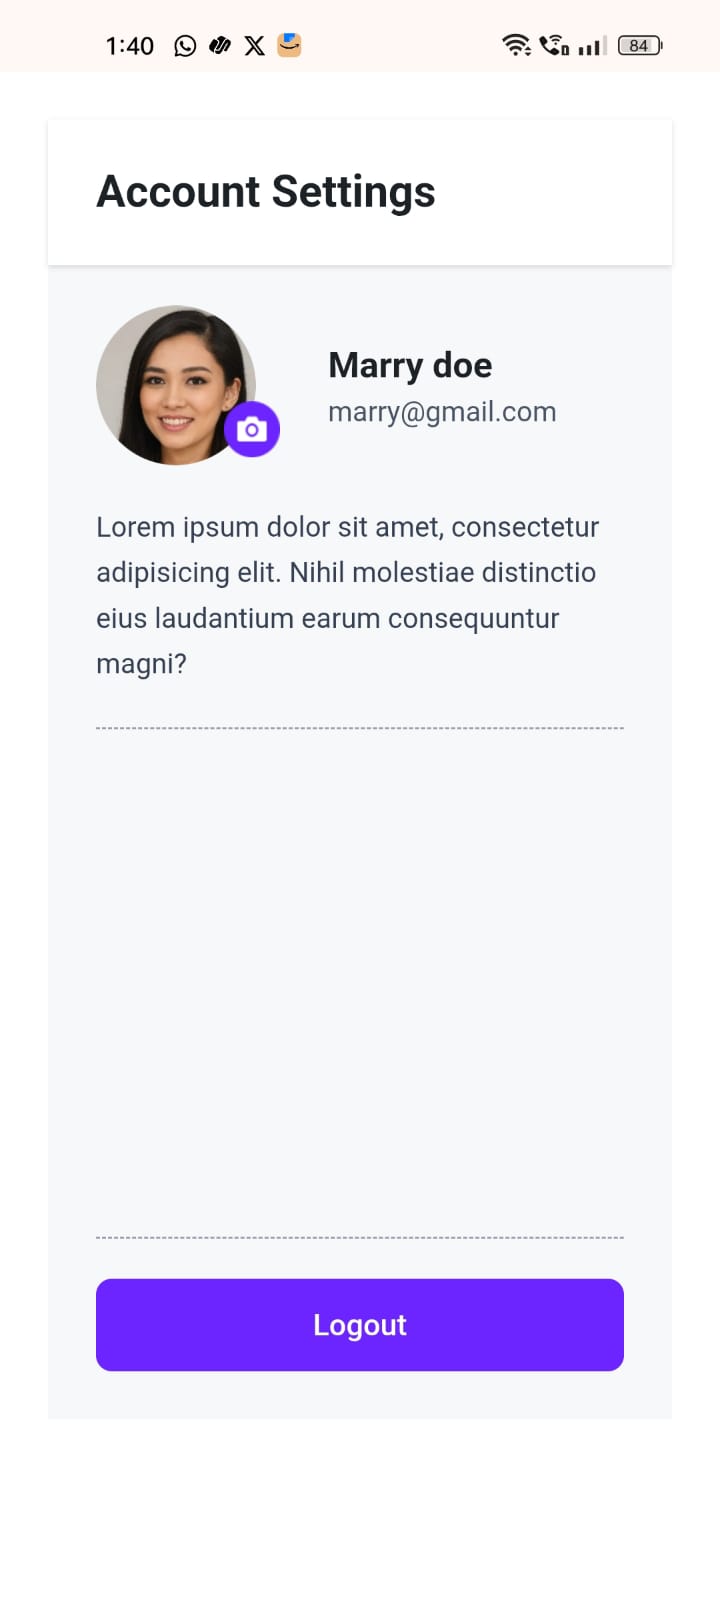 1:40
84
Account Settings
Marry doe
marry@gmail.com
Lorem ipsum dolor sit amet, consectetur
adipisicing elit. Nihil molestiae distinctio
eius laudantium earum consequuntur
magni?
Logout